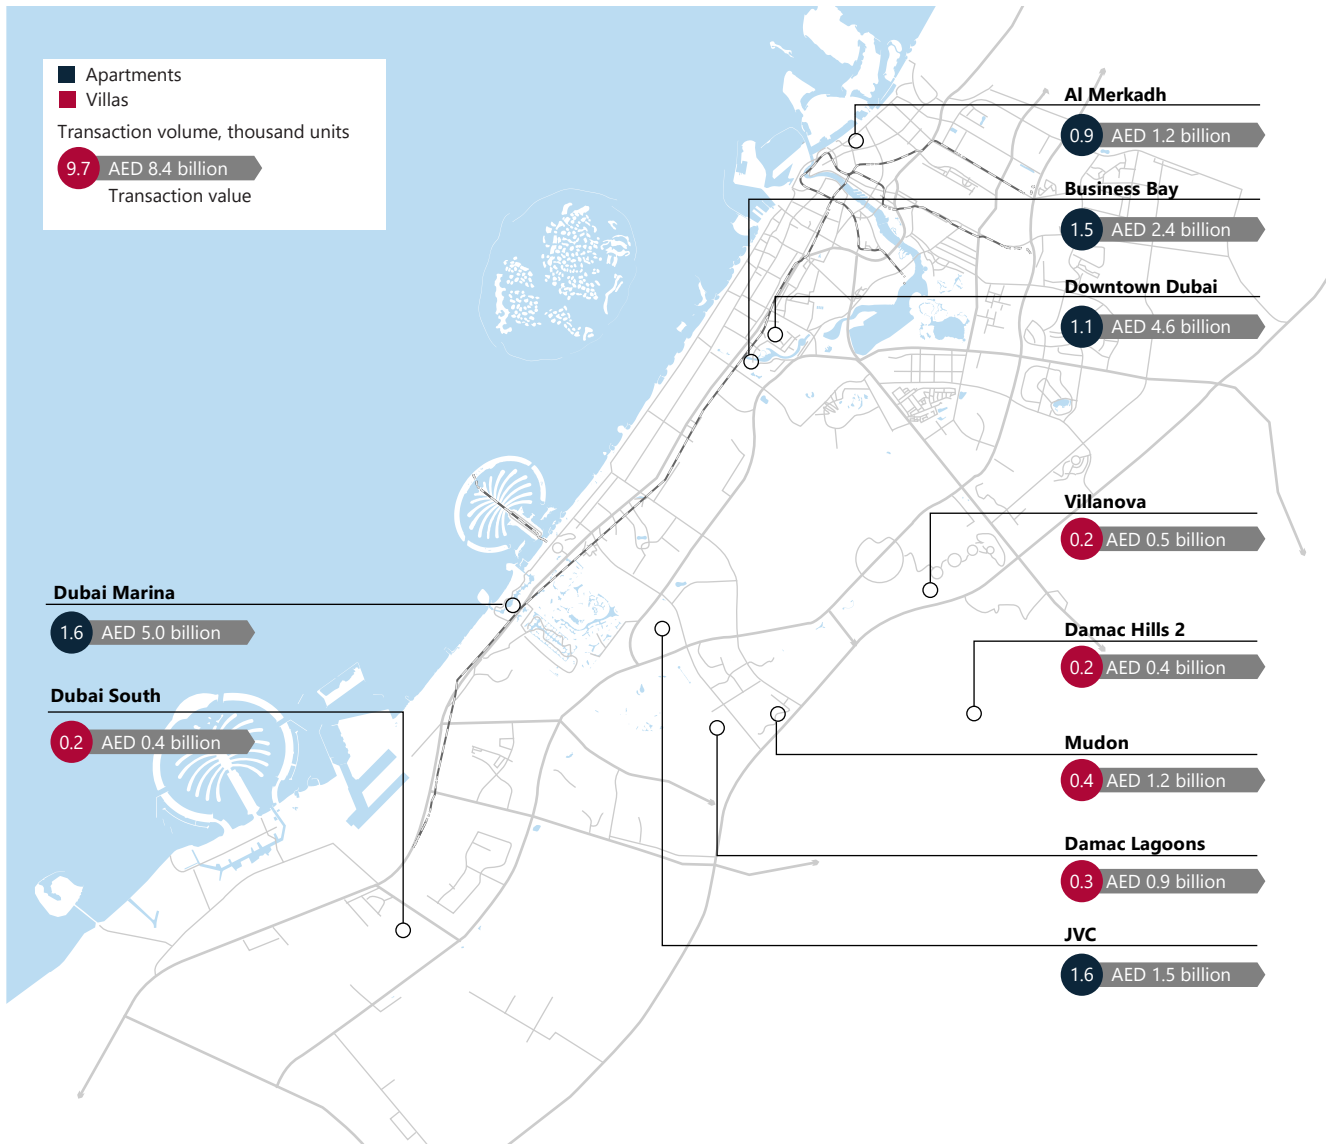 Apartments
Villas
Transaction volume, thousand units
9.7 AED 8.4 billion
Transaction value
Al Merkadh
0.9 AED 1.2 billion
Business Bay
1.5 AED 2.4 billion
Downtown Dubai
1.1 AED 4.6 billion
Villanova
0.2 AED 0.5 billion
Dubai Marina
1.6 AED 5.0 billion
Damac Hills 2
0.2 AED 0.4 billion
Dubai South
0.2 AED 0.4 billion
Mudon
0.4 AED 1.2 billion
Damac Lagoons
0.3 AED 0.9 billion
JVC
1.6 AED 1.5 billion